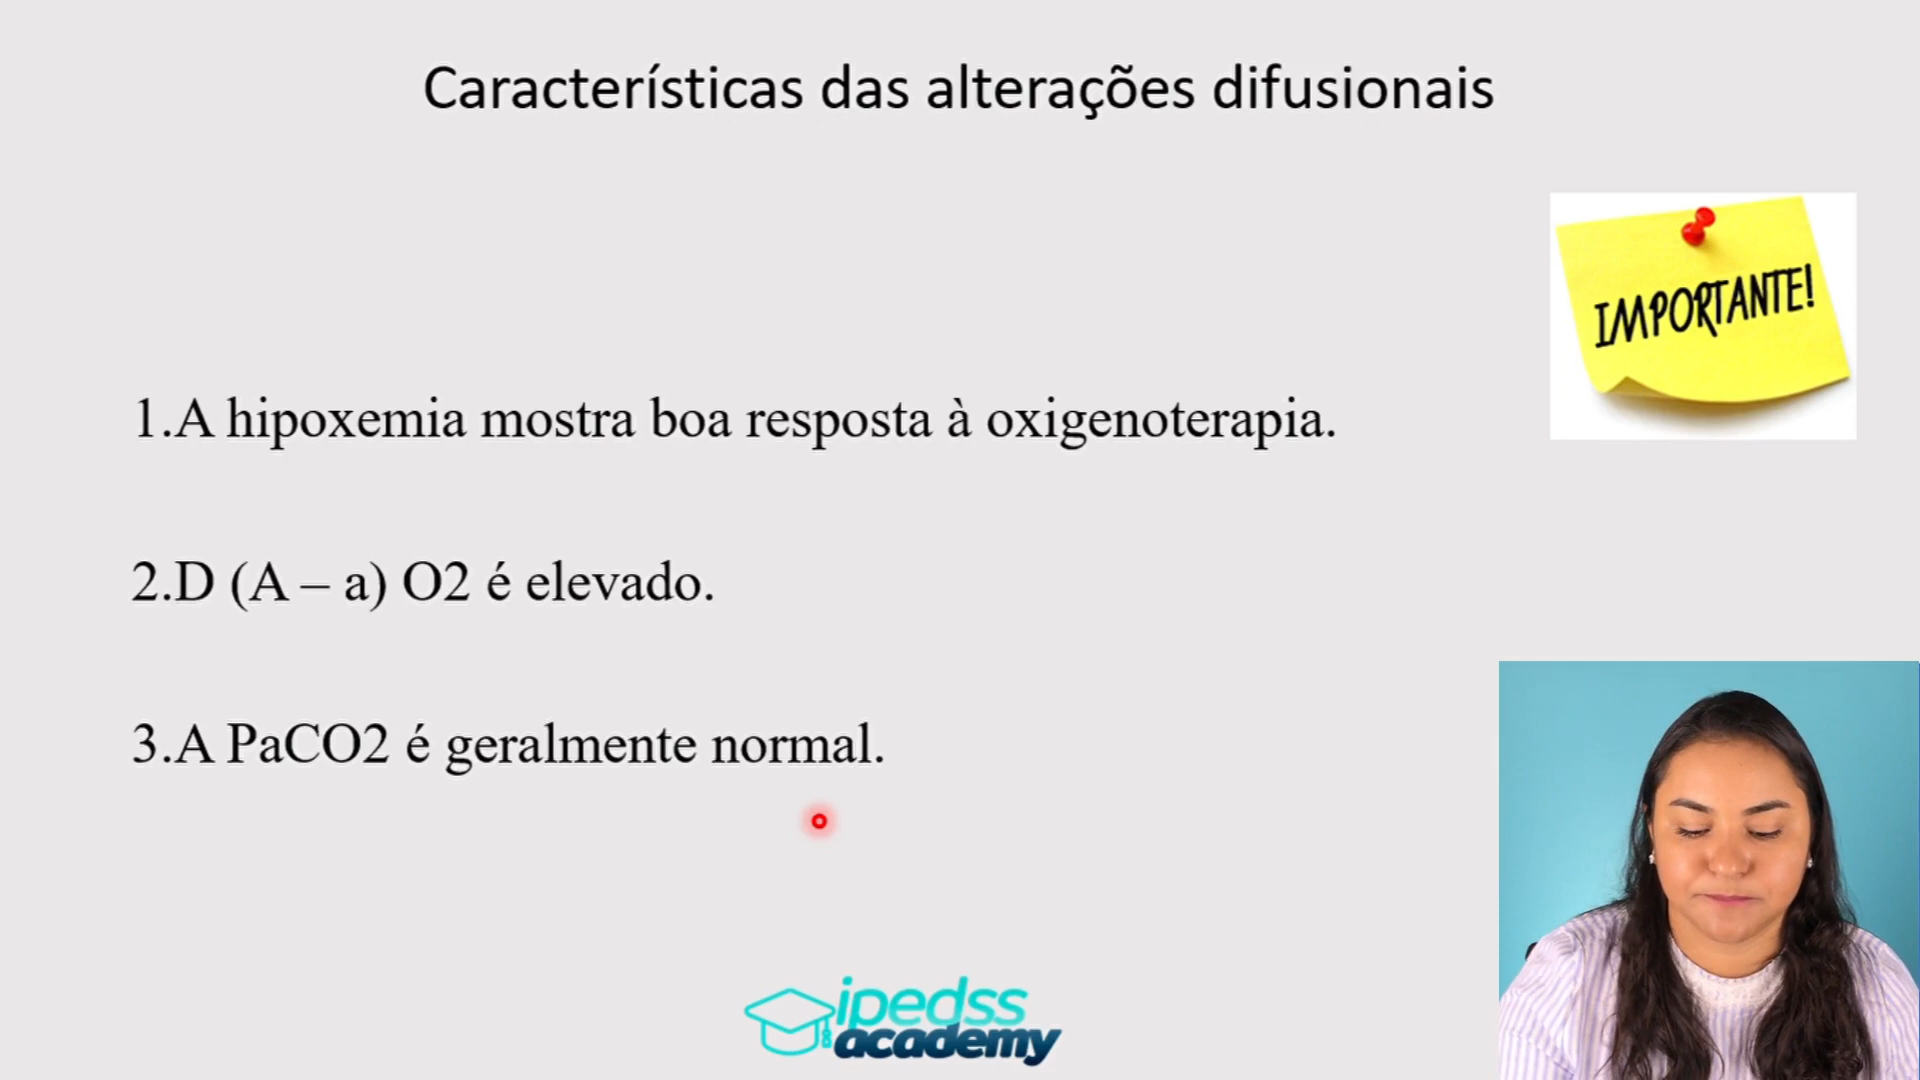 Características das alterações difusionais
IMPORTANTE!
1.A hipoxemia mostra boa resposta à oxigenoterapia.
2.D (A – a) O2 é elevado.
3.A PaCO2 é geralmente normal.
ipedss
academy